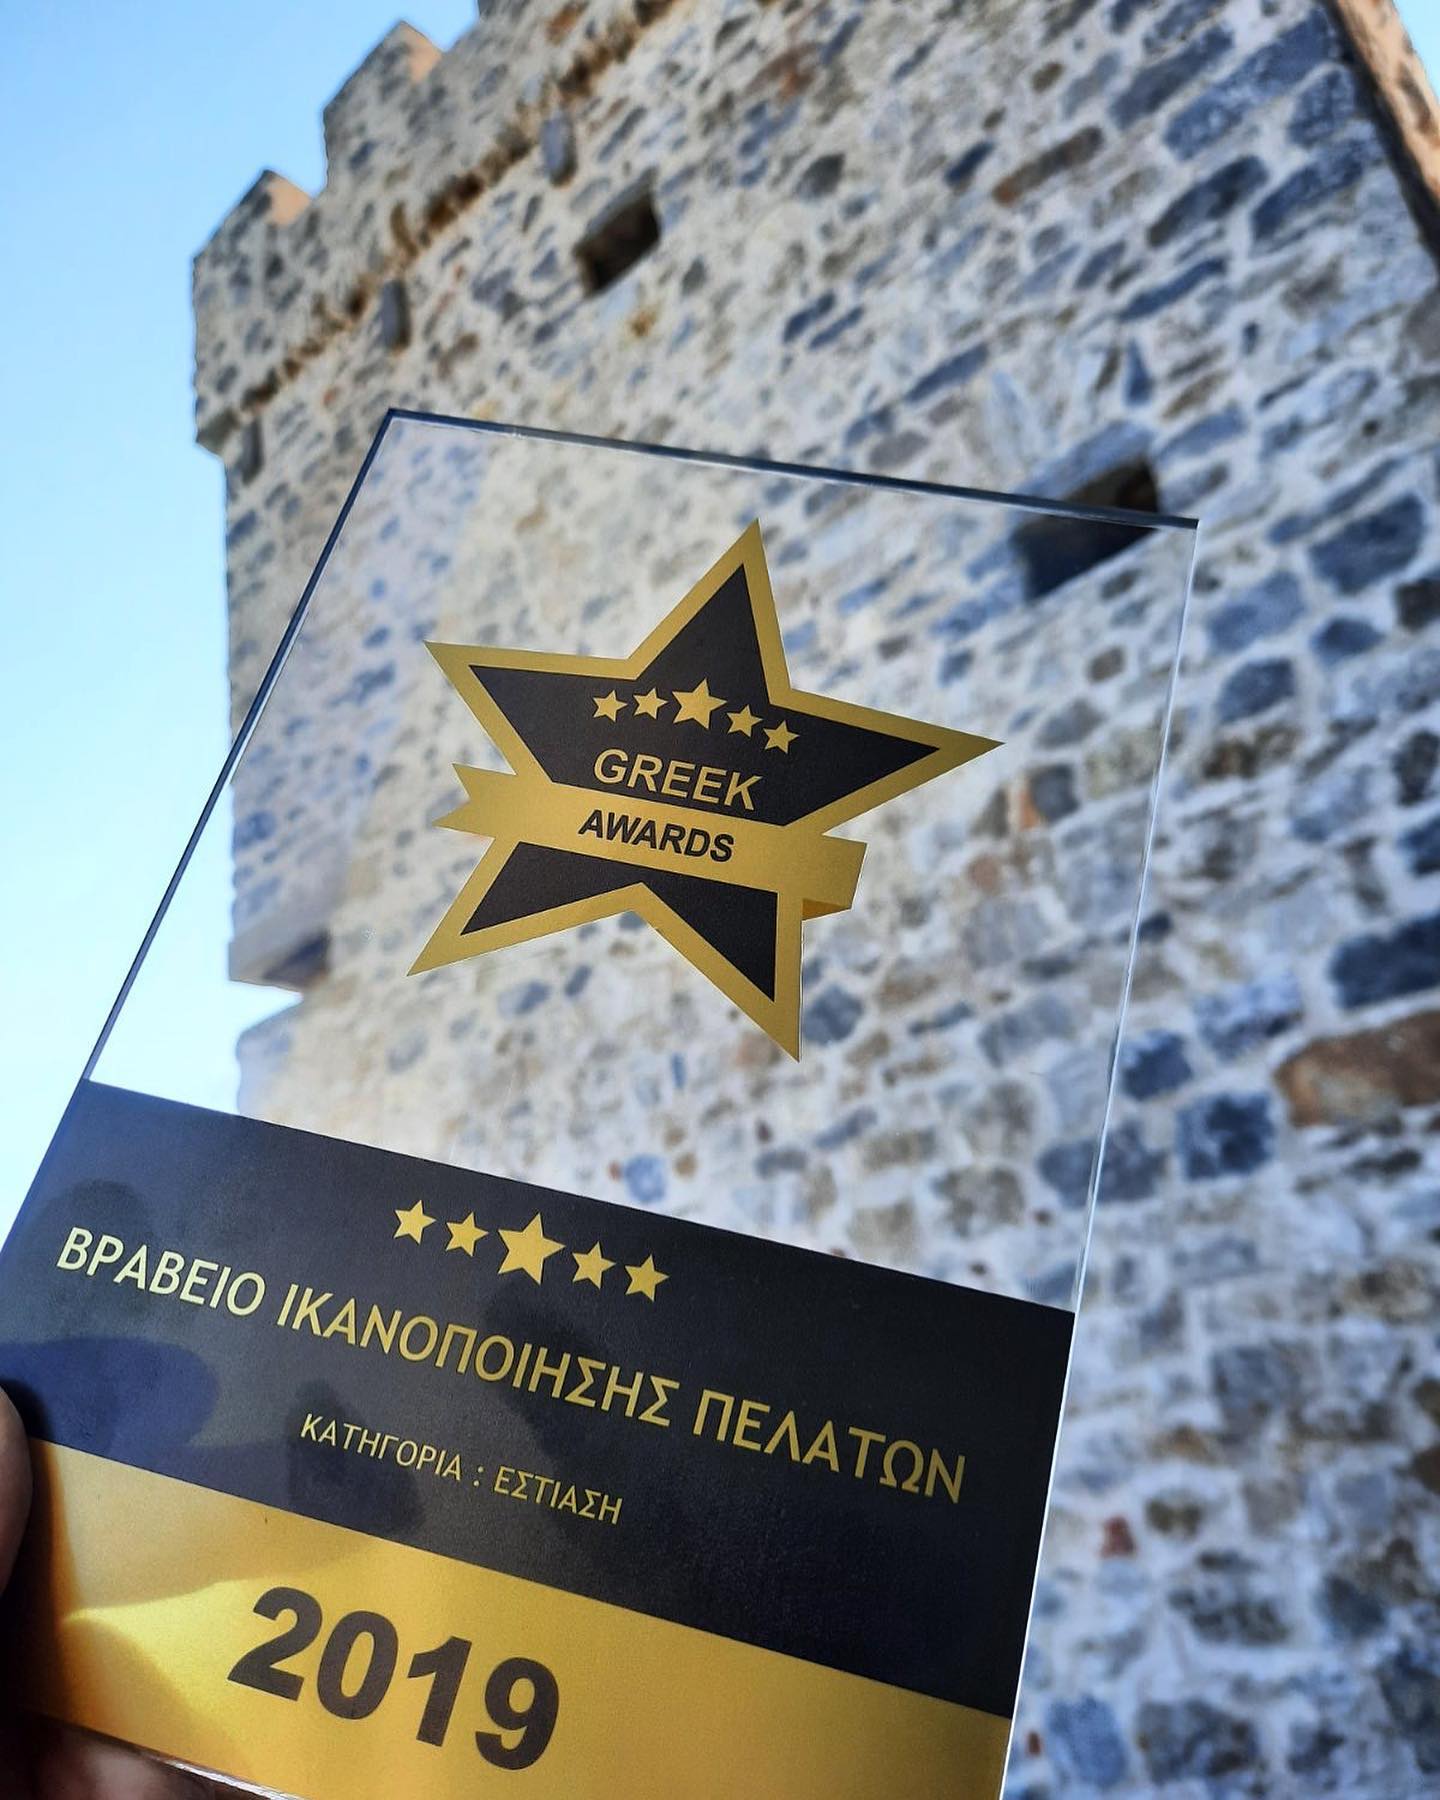 GREEK
AWARDS
ΒΡΑΒΕΙΟ ΙΚΑΝΟΠΟΙΗΣΗΣ ΠΕΛΑΤΩΝ
ΚΑΤΗΓΟΡΙΑ : ΕΣΤΙΑΣΗ
2019